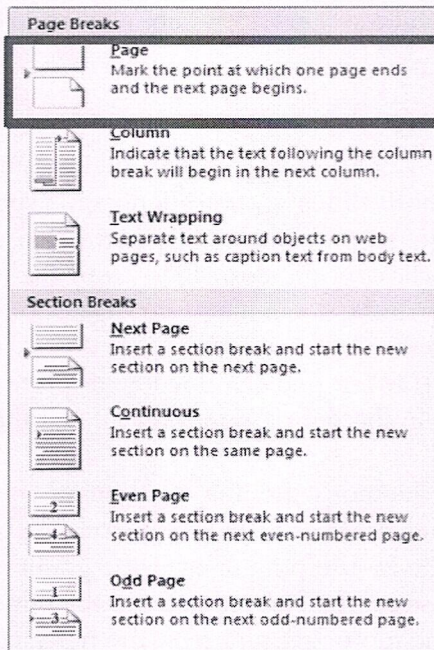 Page Breaks
Page
Mark the point at which one page ends
and the next page begins.
Column
Indicate that the text following the column
break will begin in the next column.
Text Wrapping
Separate text around objects on web
pages, such as caption text from body text.
Section Breaks
Next Page
Insert a section break and start the new
section on the next page.
Continuous
Insert a section break and start the new
section on the same page.
2
Even Page
Insert a section break and start the new
4
section on the next even-numbered page.
1
Odd Page
Insert a section break and start the new
3
section on the next odd-numbered page.